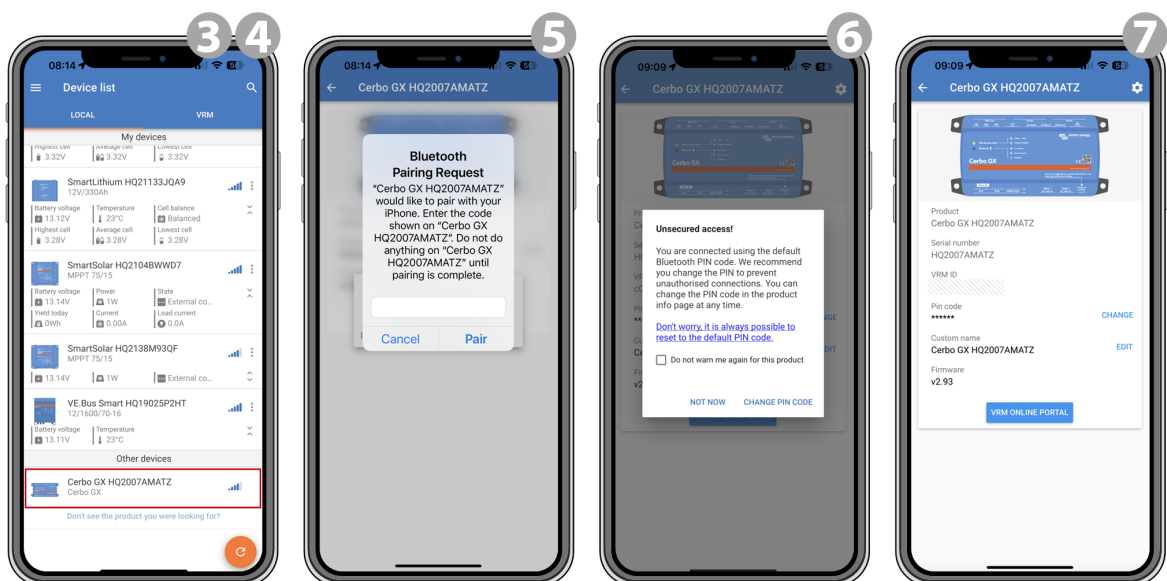 3 4
08:14
Device list
LOCAL VRM
My devices
Highest cell Average cell Lowest cell
3.32V 3.32V 3.32V
SmartLithium HQ21133JQA9
12V/330Ah
Battery voltage Temperature Cell balance
13.12V 23°C Balanced
Highest cell Average cell Lowest cell
3.28V 3.28V 3.28V
SmartSolar HQ2104BWWD7
MPPT 75/15
Battery voltage Power State
13.14V 1W External co...
Yield today Current Load current
0Wh 0.00A 0.0A
SmartSolar HQ2138M93QF
MPPT 75/15
13.14V 1W External co...
VE.Bus Smart HQ19025P2HT
12/1600/70-16
Battery voltage Temperature
13.11V 23°C
Other devices
Cerbo GX HQ2007AMATZ
Cerbo GX
Don't see the product you were looking for?
5
08:14
Cerbo GX HQ2007AMATZ
Bluetooth
Pairing Request
“Cerbo GX HQ2007AMATZ”
would like to pair with your
iPhone. Enter the code
shown on “Cerbo GX
HQ2007AMATZ”. Do not do
anything on “Cerbo GX
HQ2007AMATZ” until
pairing is complete.
Cancel Pair
6
09:09
Cerbo GX HQ2007AMATZ
Cerbo GX
Unsecured access!
You are connected using the default
Bluetooth PIN code. We recommend
you change the PIN to prevent
unauthorised connections. You can
change the PIN code in the product
info page at any time.
Don't worry, it is always possible to
reset to the default PIN code.
Do not warn me again for this product
NOT NOW CHANGE PIN CODE
7
09:09
Cerbo GX HQ2007AMATZ
Cerbo GX
Product
Cerbo GX HQ2007AMATZ
Serial number
HQ2007AMATZ
VRM ID
Pin code
****** CHANGE
Custom name
Cerbo GX HQ2007AMATZ EDIT
Firmware
v2.93
VRM ONLINE PORTAL